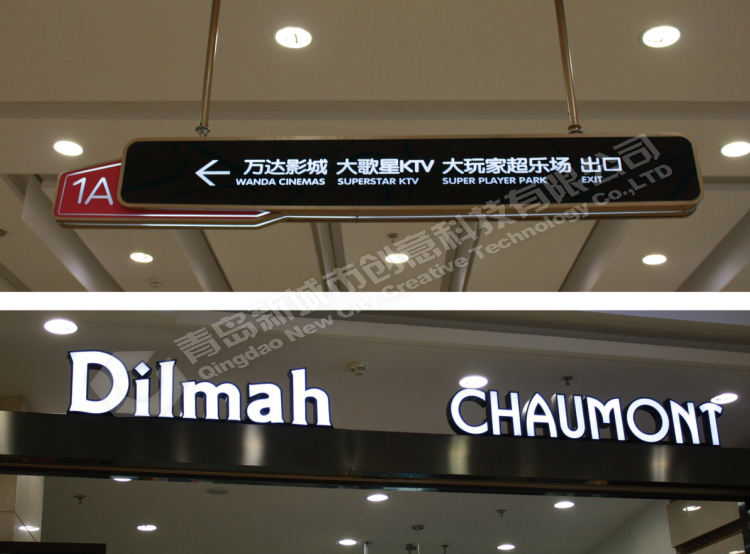 1A
← 万达影城 大歌星KTV 大玩家超乐场 出口
WANDA CINEMAS SUPERSTAR KTV SUPER PLAYER PARK EXIT
青岛新城市创意科技有限公司
Qingdao New City Creative Technology Co.,LTD
Dilmah CHAUMONT